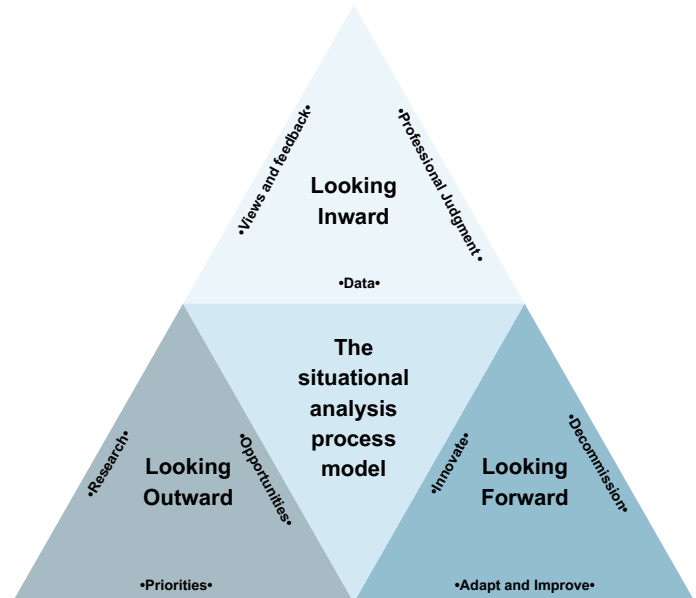 •Views and feedback•
•Professional Judgment •
Looking
Inward
•Data•
The
situational
analysis
process
model
•Research•
Looking
Outward
•Opportunities•
•Priorities•
•Innovate•
Looking
Forward
•Decommission•
•Adapt and Improve•